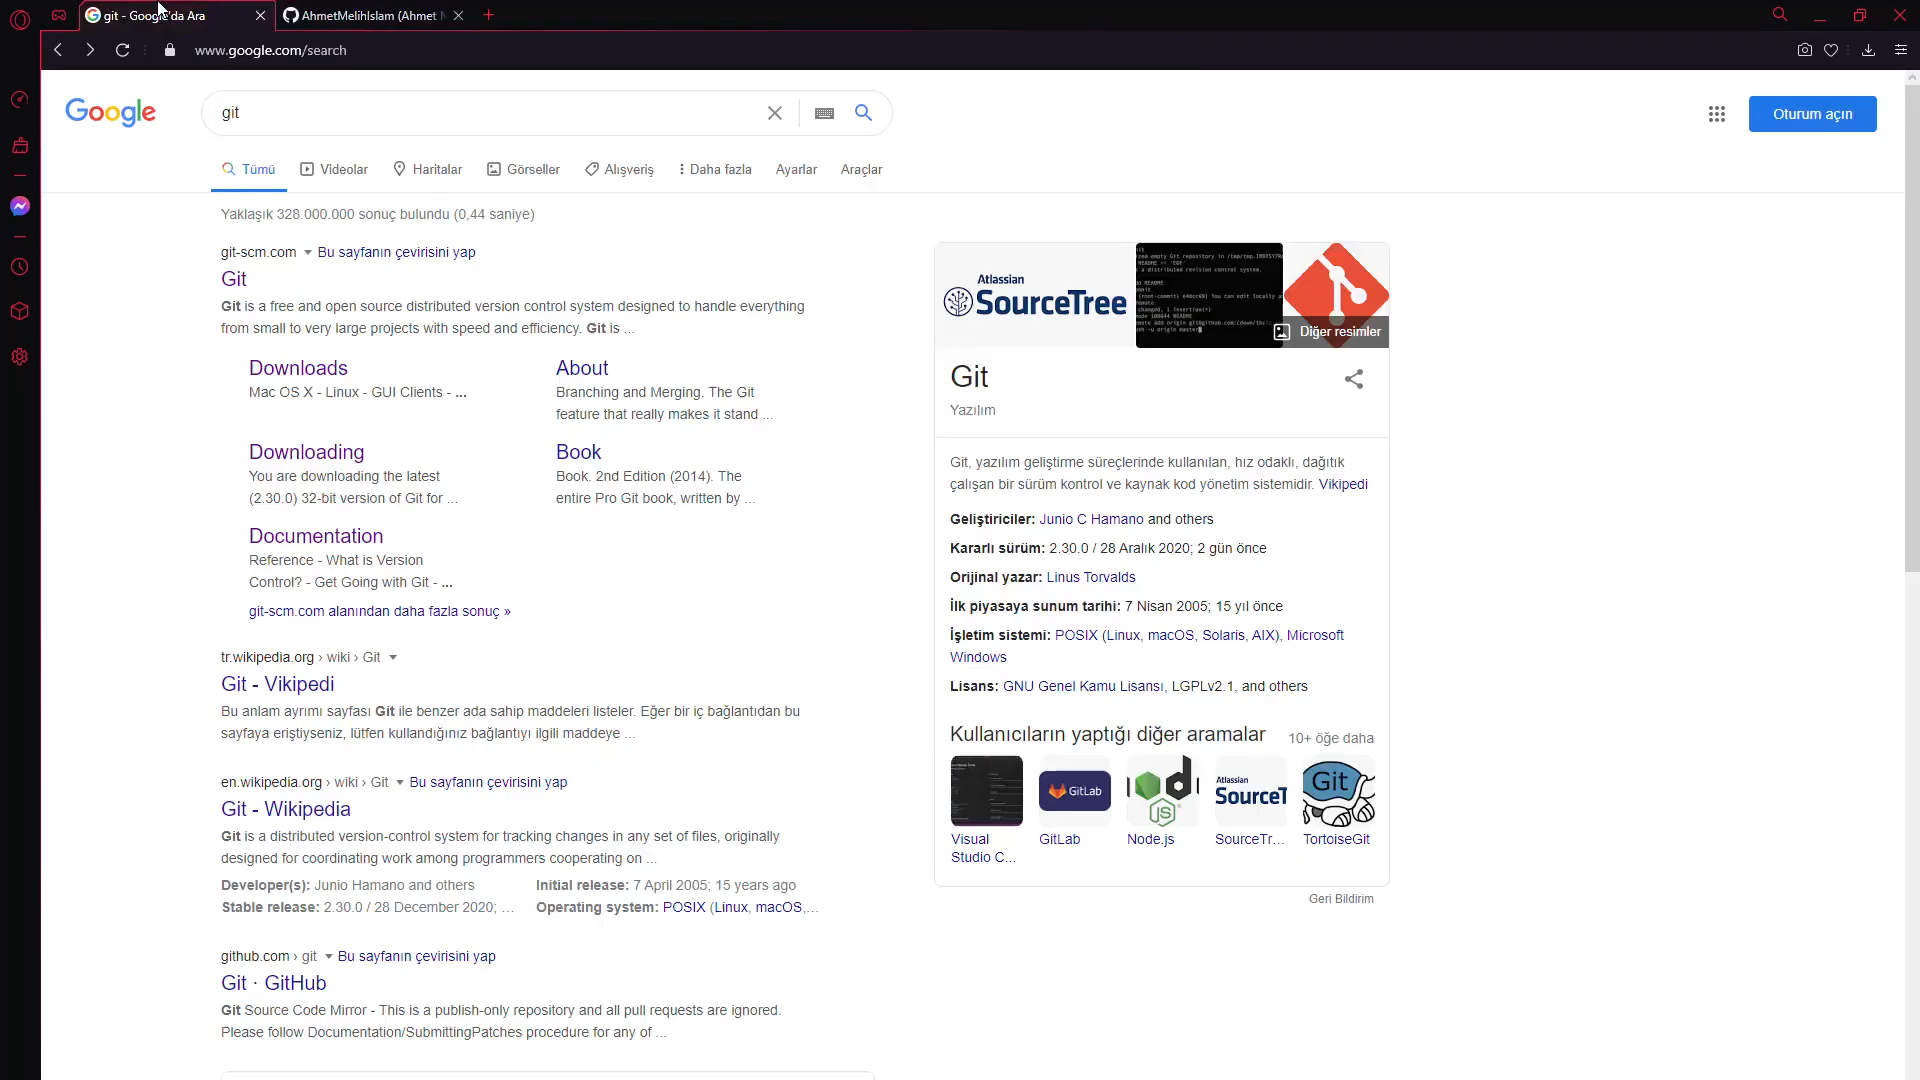 git - Google'da Ara
AhmetMelihIslam (Ahmet
www.google.com/search
Google
git
Oturum açın
Tümü
Videolar
Haritalar
Görseller
Alışveriş
Daha fazla
Ayarlar
Araçlar
Yaklaşık 328.000.000 sonuç bulundu (0,44 saniye)
git-scm.com Bu sayfanın çevirisini yap
Git
Git is a free and open source distributed version control system designed to handle everything
from small to very large projects with speed and efficiency. Git is ...
Downloads
Mac OS X - Linux - GUI Clients - ...
About
Branching and Merging. The Git
feature that really makes it stand ...
Downloading
You are downloading the latest
(2.30.0) 32-bit version of Git for ...
Book
Book. 2nd Edition (2014). The
entire Pro Git book, written by ...
Documentation
Reference - What is Version
Control? - Get Going with Git - ...
git-scm.com alanından daha fazla sonuç »
tr.wikipedia.org › wiki › Git
Git - Vikipedi
Bu anlam ayrımı sayfası Git ile benzer ada sahip maddeleri listeler. Eğer bir iç bağlantıdan bu
sayfaya eriştiyseniz, lütfen kullandığınız bağlantıyı ilgili maddeye ...
en.wikipedia.org › wiki › Git Bu sayfanın çevirisini yap
Git - Wikipedia
Git is a distributed version-control system for tracking changes in any set of files, originally
designed for coordinating work among programmers cooperating on ...
Developer(s): Junio Hamano and others
Initial release: 7 April 2005; 15 years ago
Stable release: 2.30.0 / 28 December 2020; ...
Operating system: POSIX (Linux, macOS,...
github.com › git Bu sayfanın çevirisini yap
Git · GitHub
Git Source Code Mirror - This is a publish-only repository and all pull requests are ignored.
Please follow Documentation/SubmittingPatches procedure for any of ...
Atlassian
SourceTree
Diğer resimler
Git
Yazılım
Git, yazılım geliştirme süreçlerinde kullanılan, hız odaklı, dağıtık
çalışan bir sürüm kontrol ve kaynak kod yönetim sistemidir. Vikipedi
Geliştiriciler: Junio C Hamano and others
Kararlı sürüm: 2.30.0 / 28 Aralık 2020; 2 gün önce
Orijinal yazar: Linus Torvalds
İlk piyasaya sunum tarihi: 7 Nisan 2005; 15 yıl önce
İşletim sistemi: POSIX (Linux, macOS, Solaris, AIX), Microsoft
Windows
Lisans: GNU Genel Kamu Lisansı, LGPLv2.1, and others
Kullanıcıların yaptığı diğer aramalar
10+ öğe daha
GitLab
Atlassian
SourceT
Git
Visual
Studio C...
GitLab
Node.js
SourceTr...
TortoiseGit
Geri Bildirim